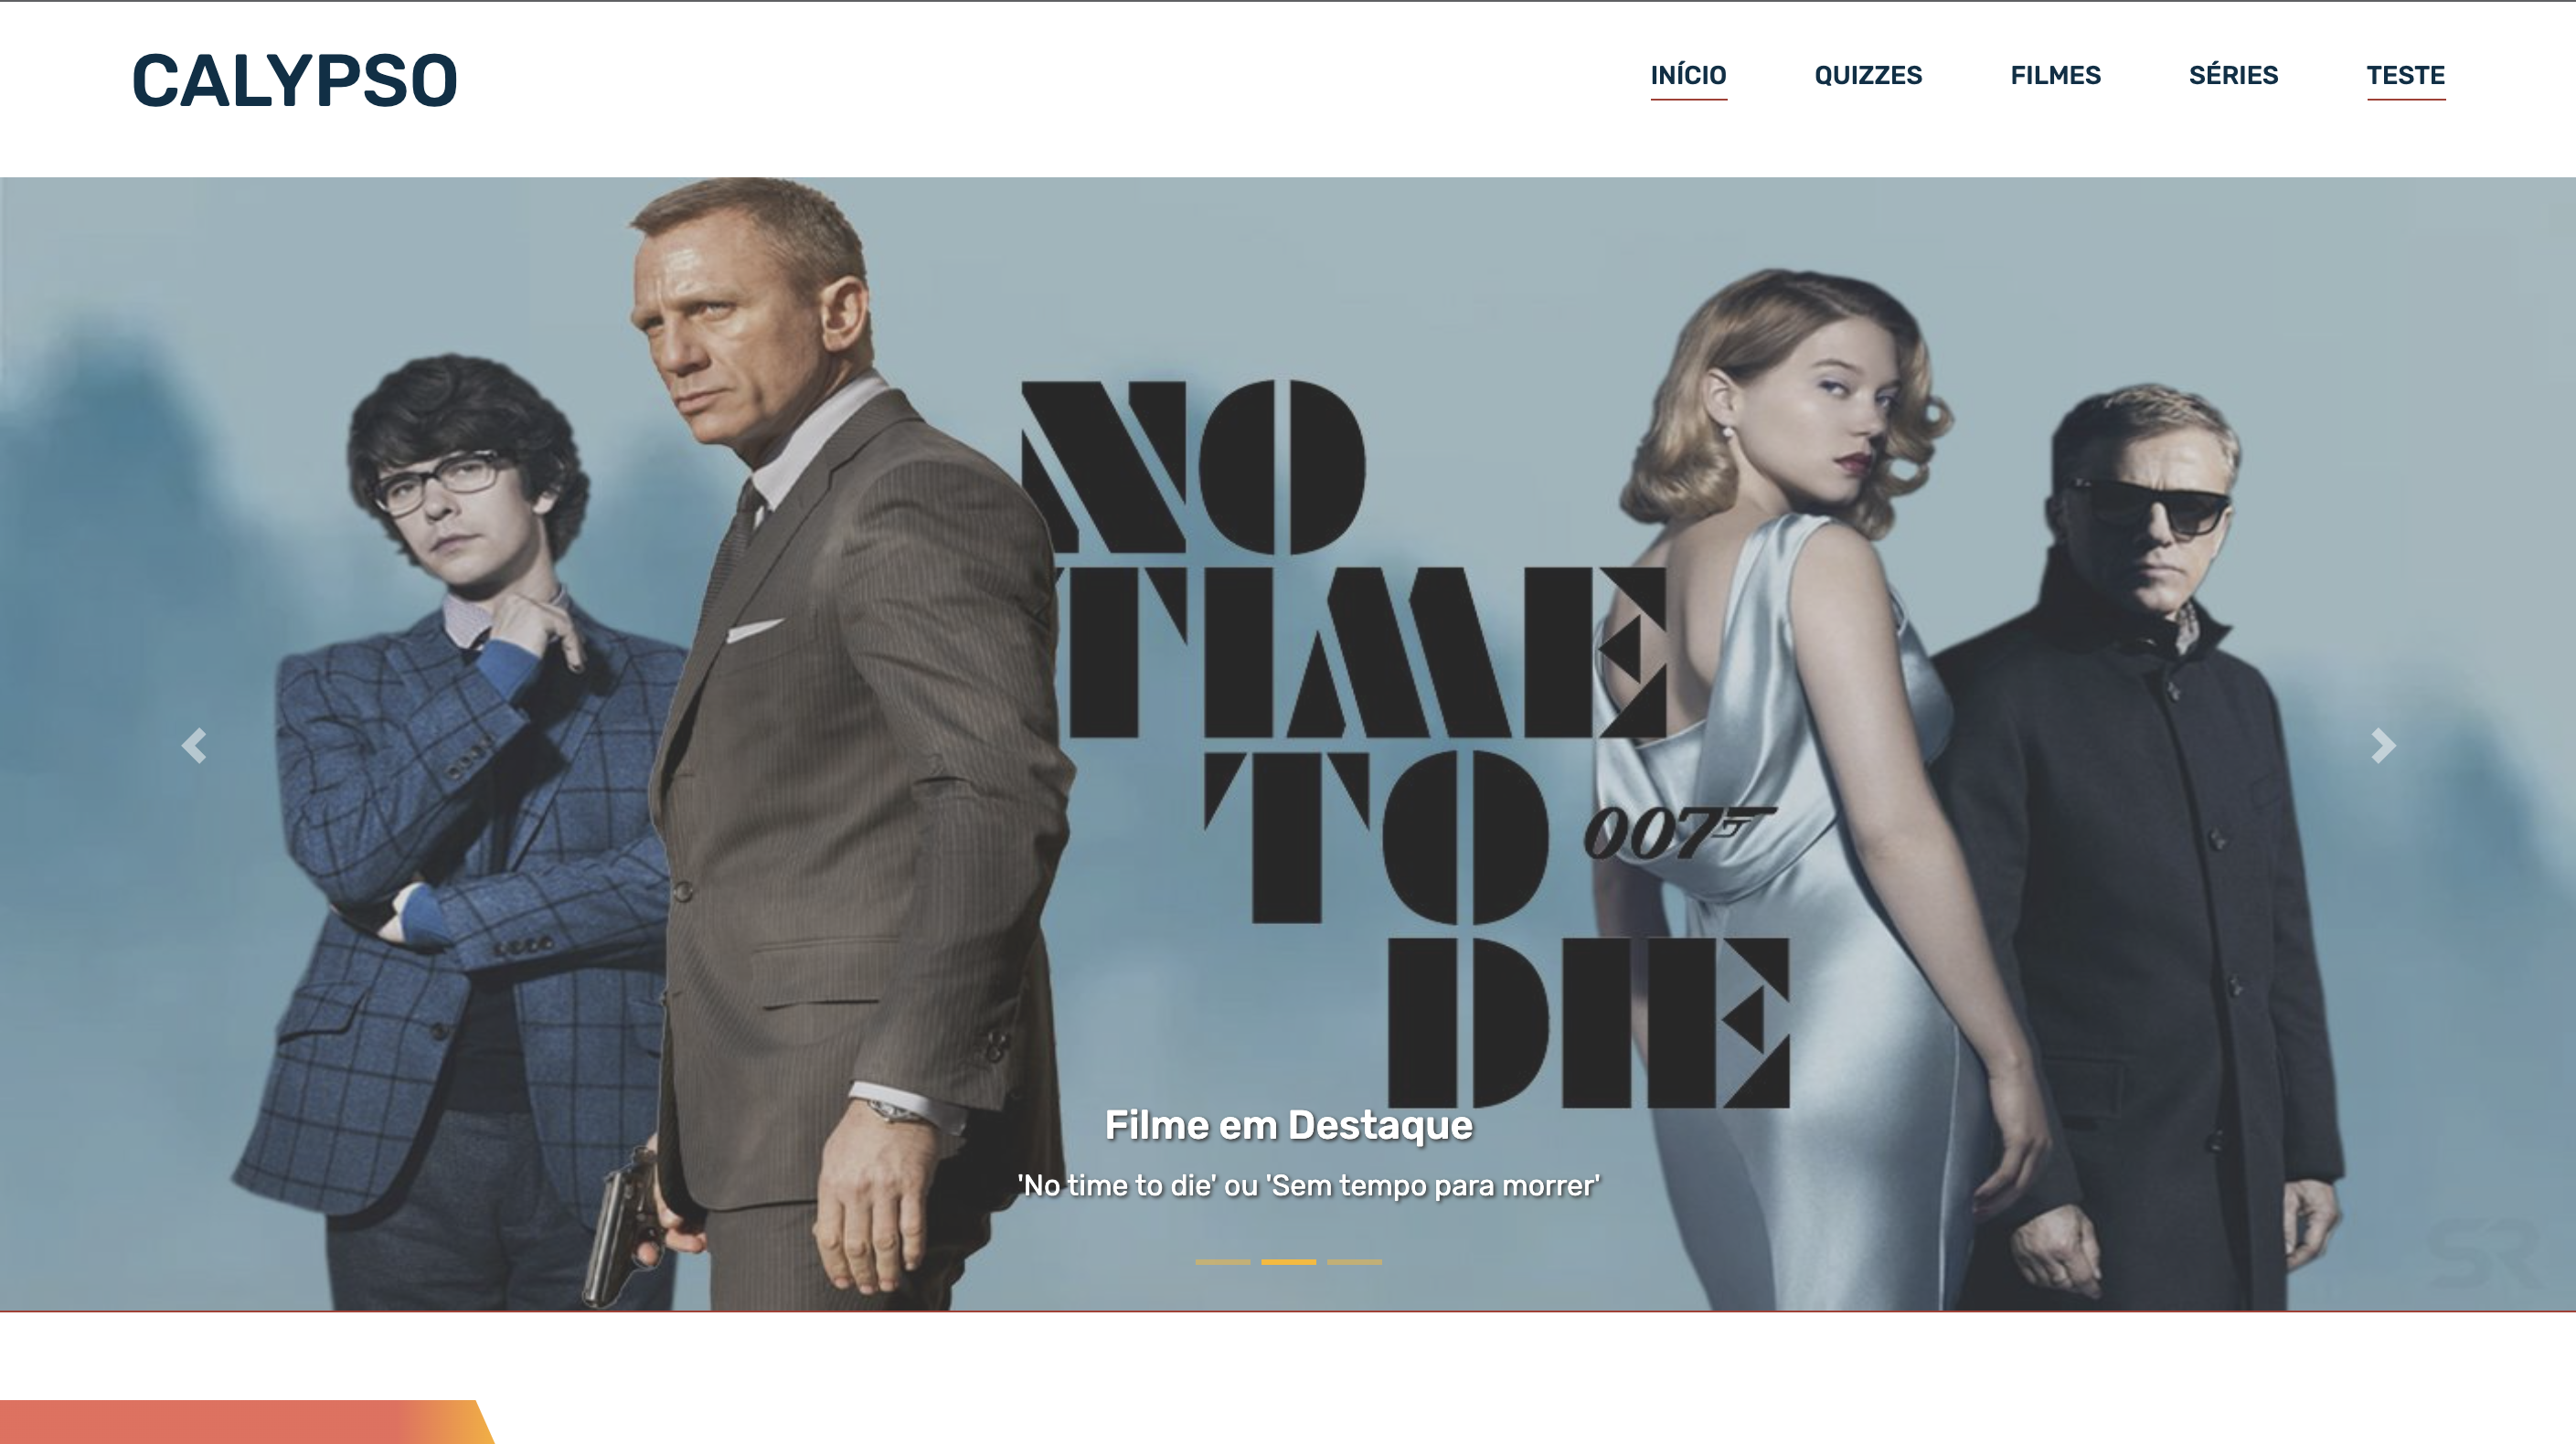 CALYPSO
INÍCIO QUIZZES FILMES SÉRIES TESTE
NO
TIME
TO
007
DIE
Filme em Destaque
'No time to die' ou 'Sem tempo para morrer'
SR